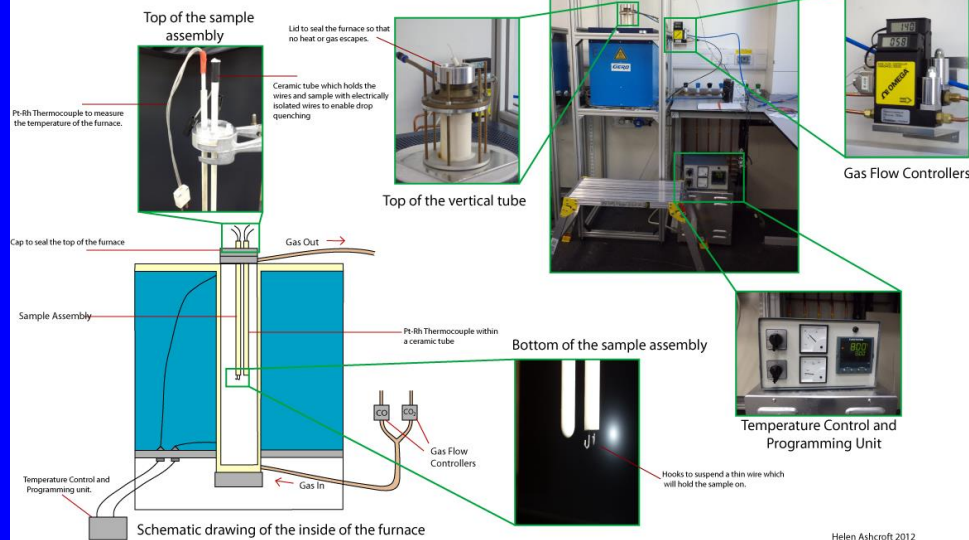 Top of the sample
assembly
Pt-Rh Thermocouple to measure
the temperature of the furnace.
Lid to seal the furnace so that
no heat or gas escapes.
Ceramic tube which holds the
wires and sample with electrically
isolated wires to enable drop
quenching
Top of the vertical tube
GERO
140
058
OMEGA
Gas Flow Controllers
Cap to seal the top of the furnace
Gas Out
Sample Assembly
Pt-Rh Thermocouple within
a ceramic tube
Bottom of the sample assembly
CO
CO2
Gas Flow
Controllers
Gas In
Hooks to suspend a thin wire which
will hold the sample on.
800
Temperature Control and
Programming Unit
Temperature Control and
Programming unit.
Schematic drawing of the inside of the furnace
Helen Ashcroft 2012